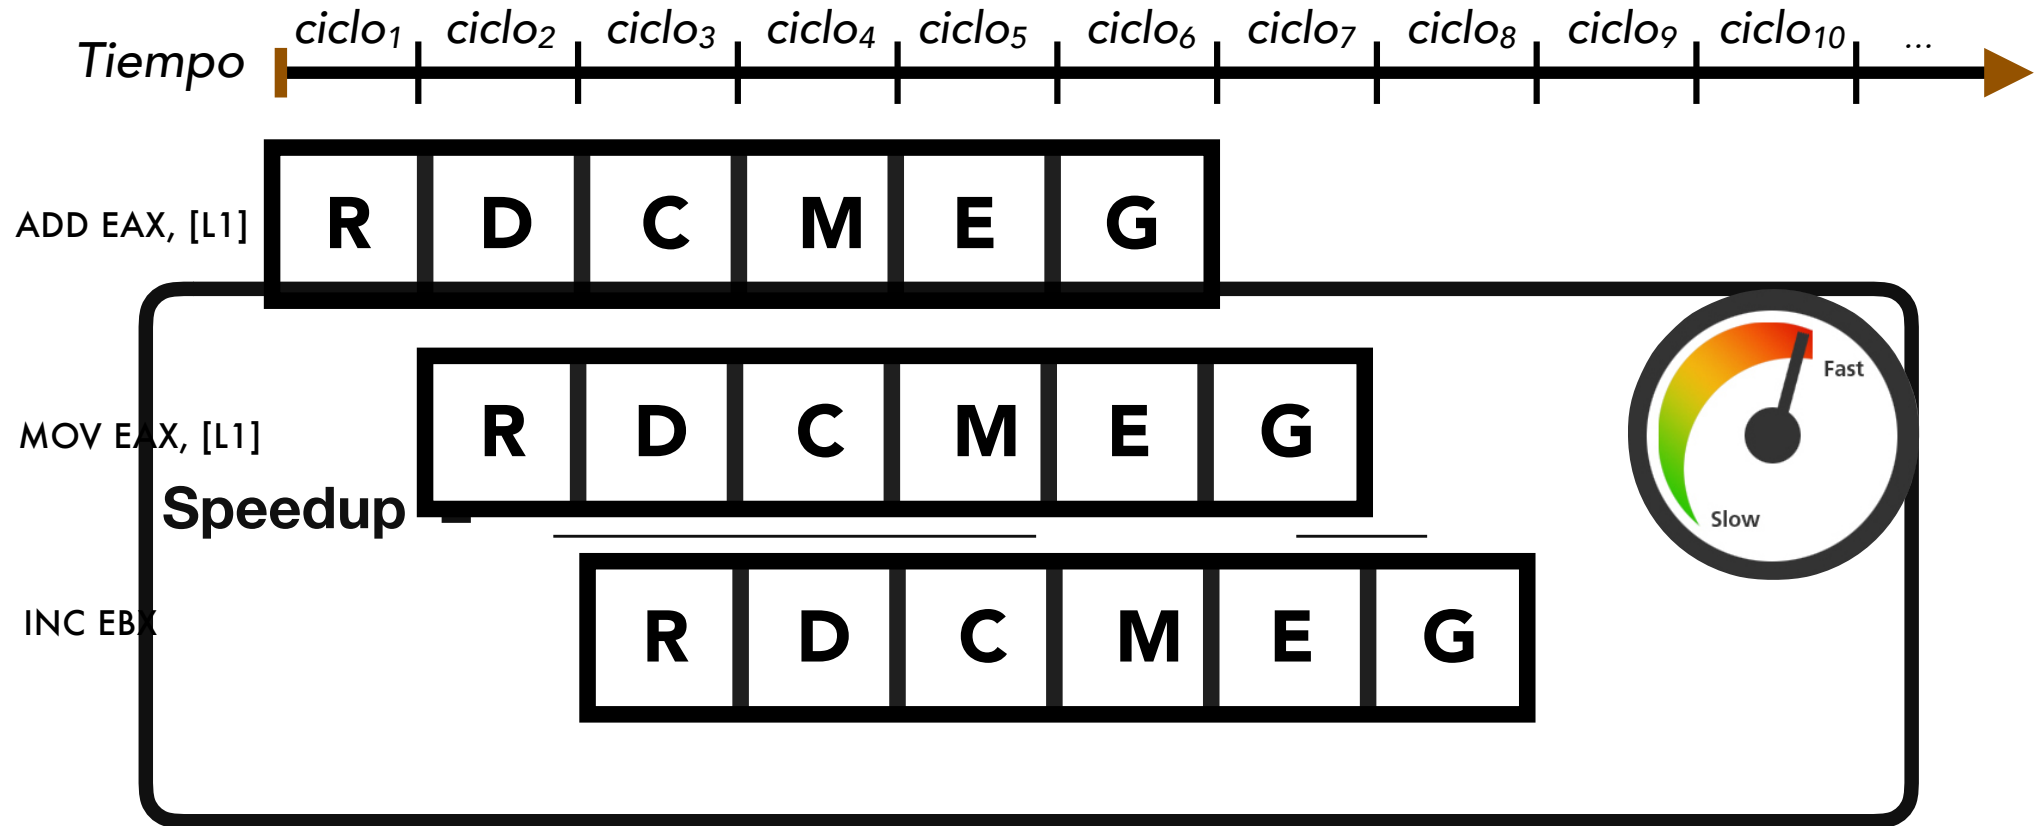 ciclo1 ciclo2 ciclo3 ciclo4 ciclo5 ciclo6 ciclo7 ciclo8 ciclo9 ciclo10 ...
Tiempo
ADD EAX, [L1] R D C M E G
Fast
MOV EAX, [L1] R D C M E G
Speedup
Slow
INC EBX R D C M E G